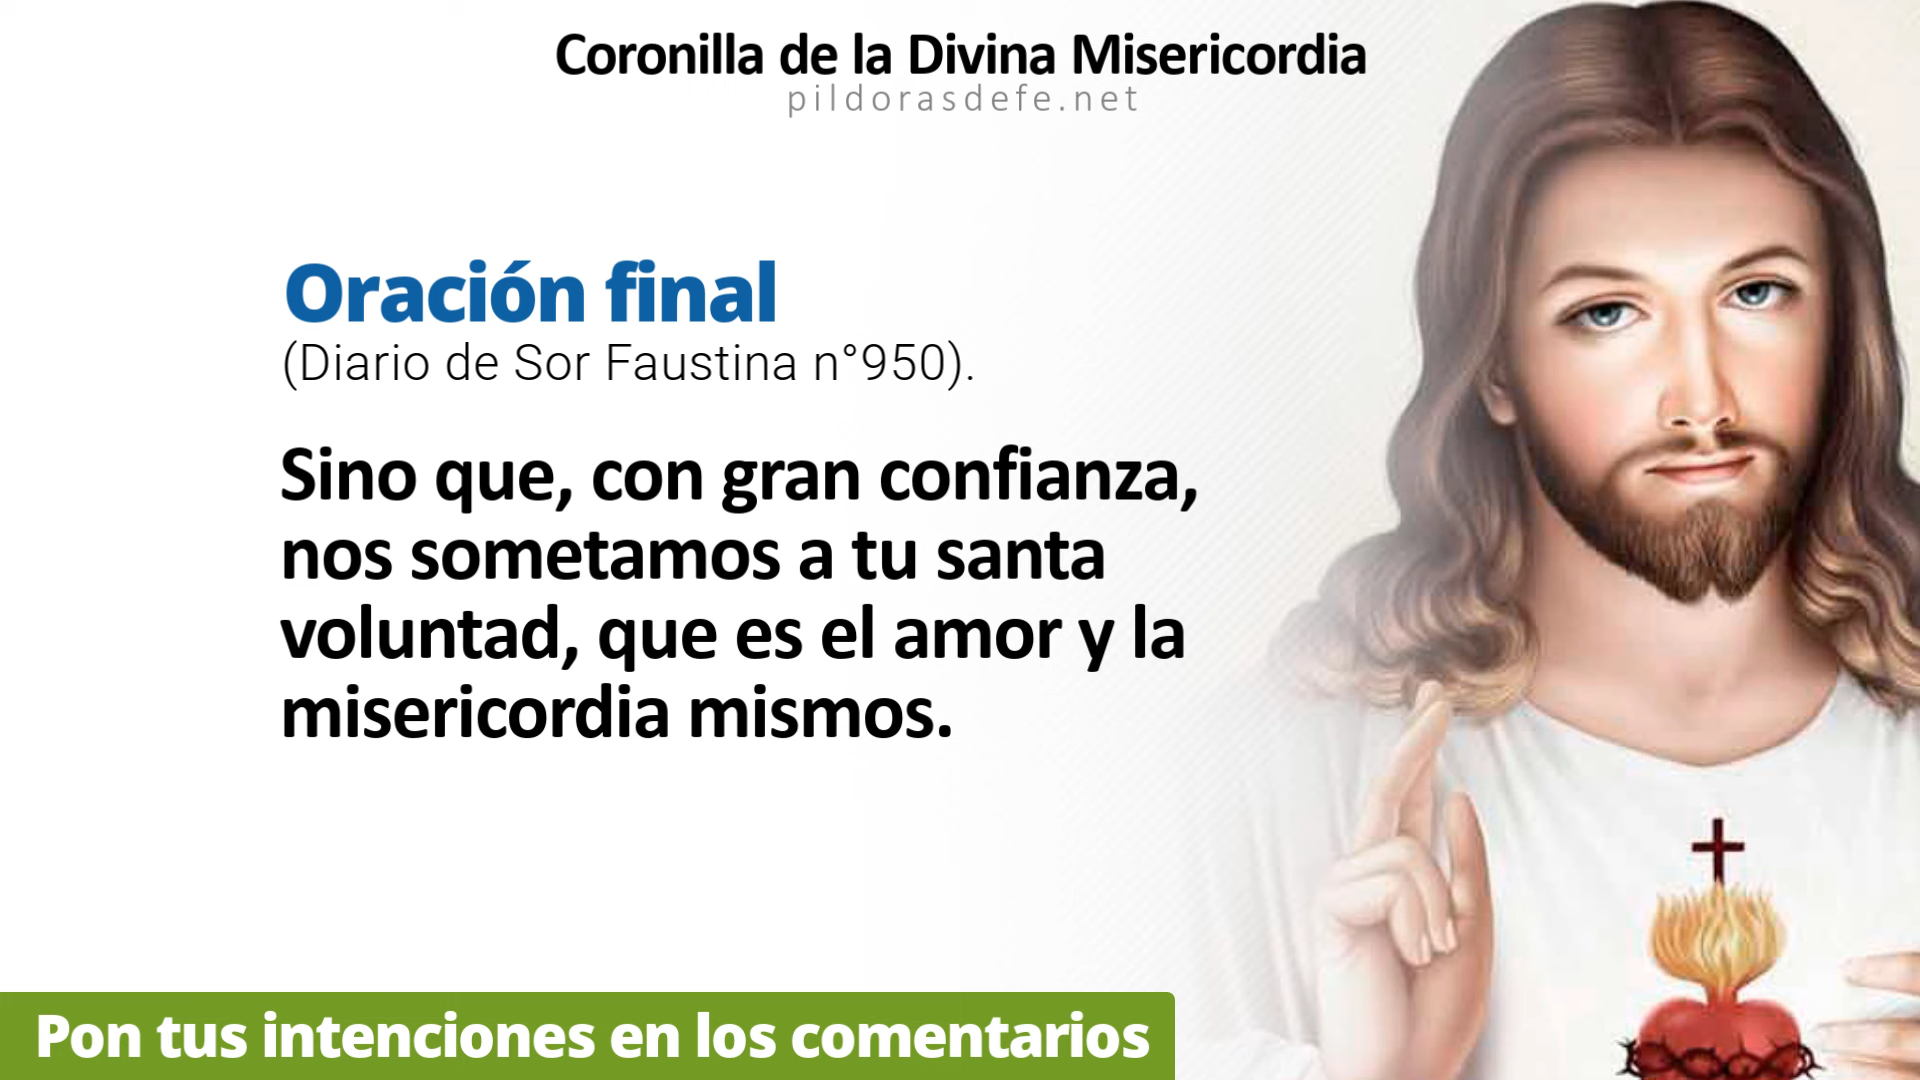 Coronilla de la Divina Misericordia
pildorasdefe.net
Oración final
(Diario de Sor Faustina n°950).
Sino que, con gran confianza,
nos sometamos a tu santa
voluntad, que es el amor y la
misericordia mismos.
Pon tus intenciones en los comentarios